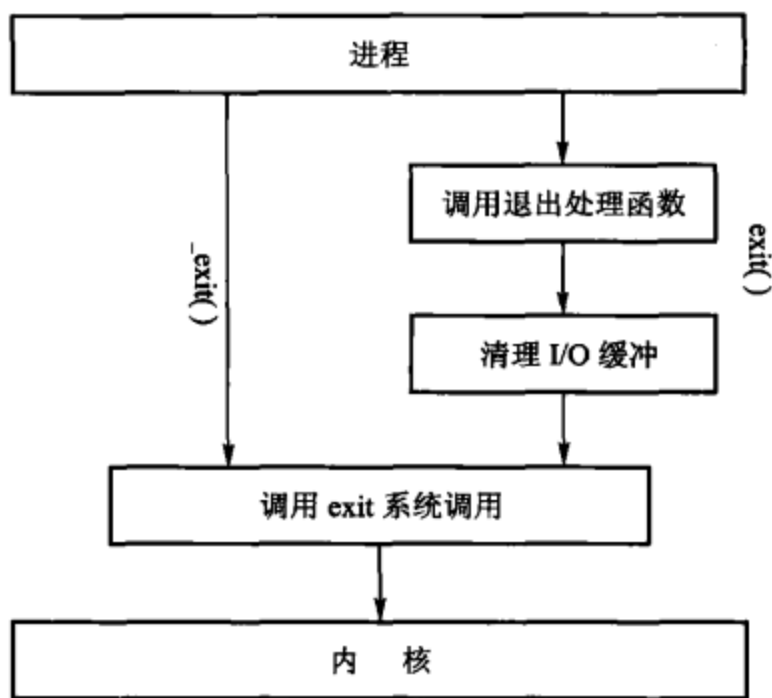 进程
调用退出处理函数
_exit()
exit()
清理 I/O 缓冲
调用 exit 系统调用
内 核